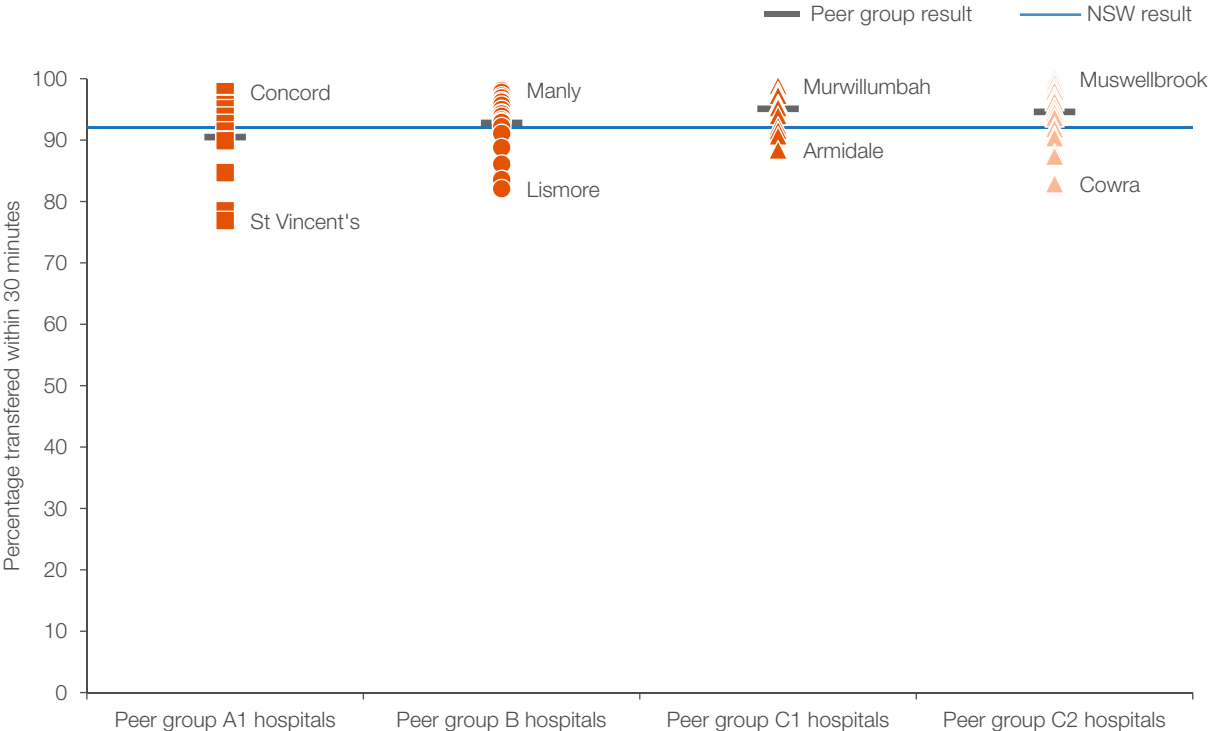 Peer group result
NSW result
Percentage transfered within 30 minutes
100
90
80
70
60
50
40
30
20
10
0
Concord
St Vincent's
Manly
Lismore
Murwillumbah
Armidale
Muswellbrook
Cowra
Peer group A1 hospitals
Peer group B hospitals
Peer group C1 hospitals
Peer group C2 hospitals